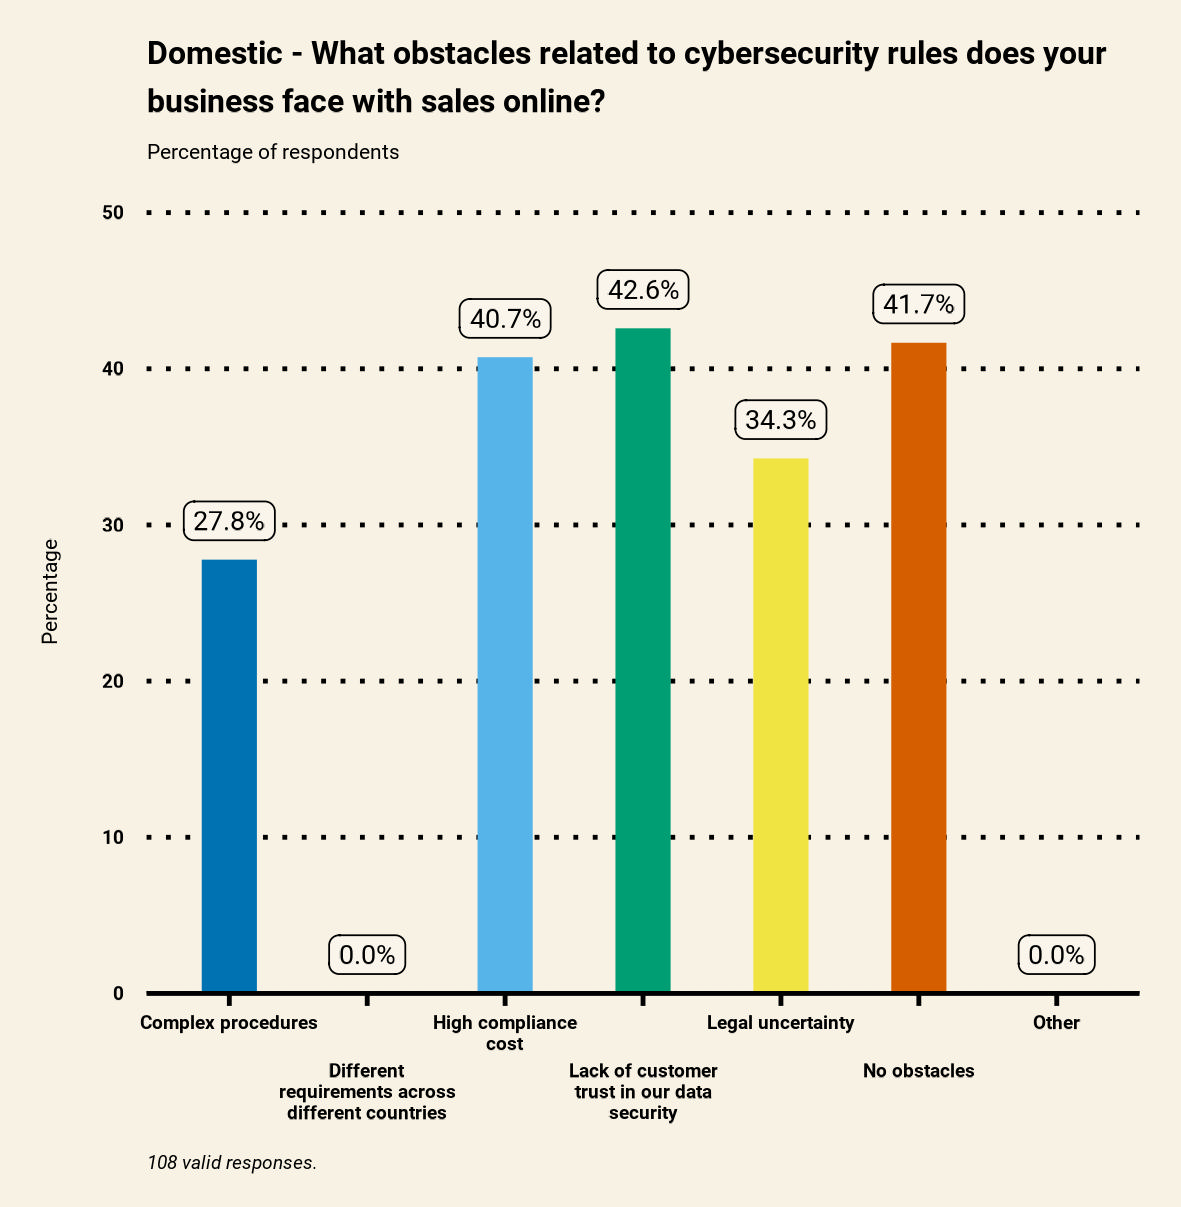 Domestic - What obstacles related to cybersecurity rules does your
business face with sales online?
Percentage of respondents
50
40
30
20
10
0
Percentage
27.8%
0.0%
40.7%
42.6%
34.3%
41.7%
0.0%
Complex procedures
Different
requirements across
different countries
High compliance
cost
Lack of customer
trust in our data
security
Legal uncertainty
No obstacles
Other
108 valid responses.